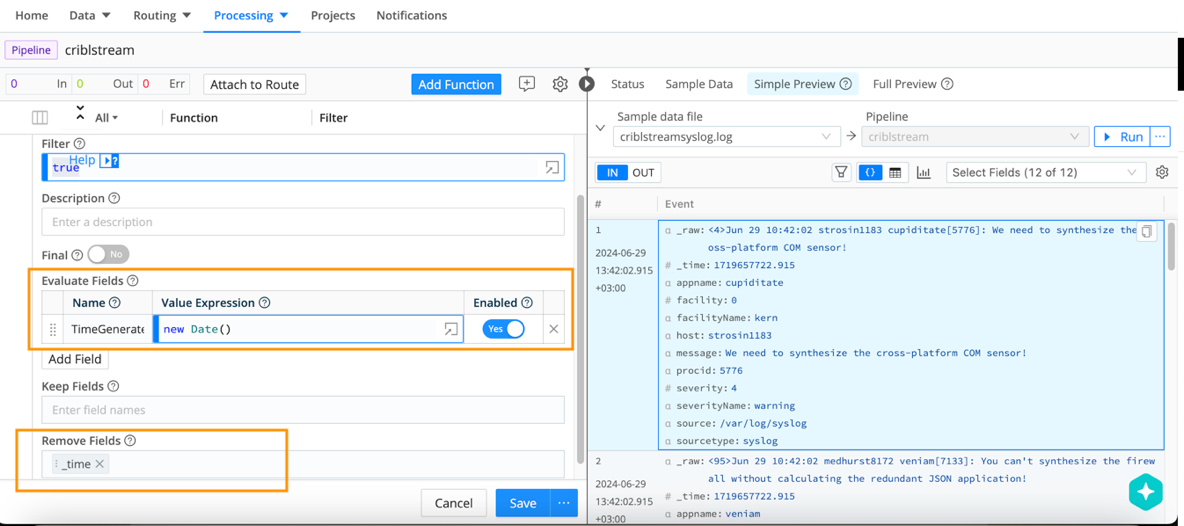 Home Data Routing Processing Projects Notifications
Pipeline criblstream
0 In 0 Out 0 Err Attach to Route Add Function
All Function Filter
Filter
Help
true
Description
Enter a description
Final No
Evaluate Fields
Name Value Expression Enabled
TimeGenerate new Date() Yes
Add Field
Keep Fields
Enter field names
Remove Fields
_time
Cancel Save ...
Status Sample Data Simple Preview Full Preview
Sample data file Pipeline
criblstreamsyslog.log criblstream Run ...
IN OUT Select Fields (12 of 12)
# Event
1
2024-06-29
13:42:02.915
+03:00
α _raw: <4>Jun 29 10:42:02 strosin1183 cupiditate[5776]: We need to synthesize the
oss-platform COM sensor!
# _time: 1719657722.915
α appname: cupiditate
# facility: 0
α facilityName: kern
α host: strosin1183
α message: We need to synthesize the cross-platform COM sensor!
α procid: 5776
# severity: 4
α severityName: warning
α source: /var/log/syslog
α sourcetype: syslog
2
2024-06-29
13:42:02.915
+03:00
α _raw: <95>Jun 29 10:42:02 medhurst8172 veniam[7133]: You can't synthesize the firew
all without calculating the redundant JSON application!
# _time: 1719657722.915
α appname: veniam